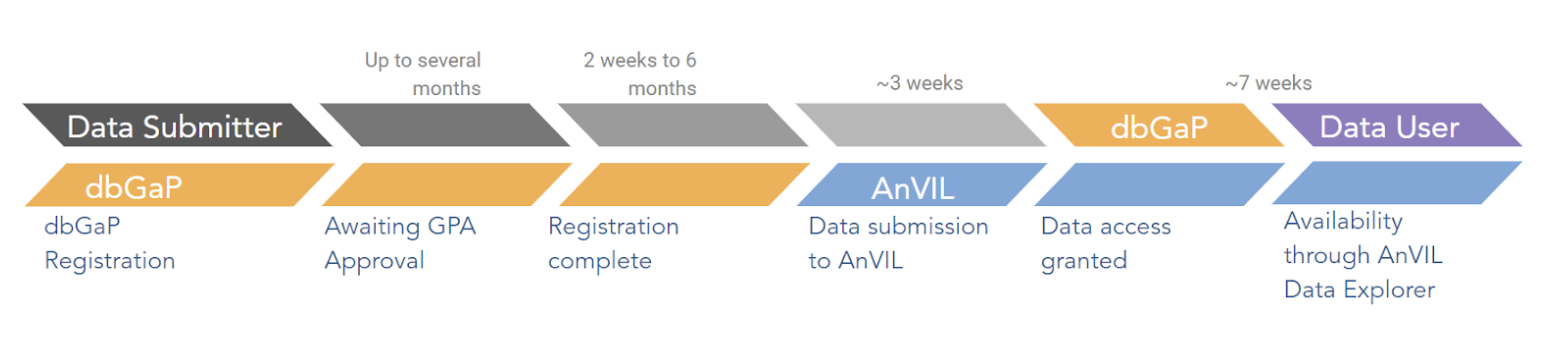 Up to several
months
2 weeks to 6
months
~3 weeks
~7 weeks
Data Submitter
dbGaP
Data User
dbGaP
AnVIL
dbGaP
Registration
Awaiting GPA
Approval
Registration
complete
Data submission
to AnVIL
Data access
granted
Availability
through AnVIL
Data Explorer